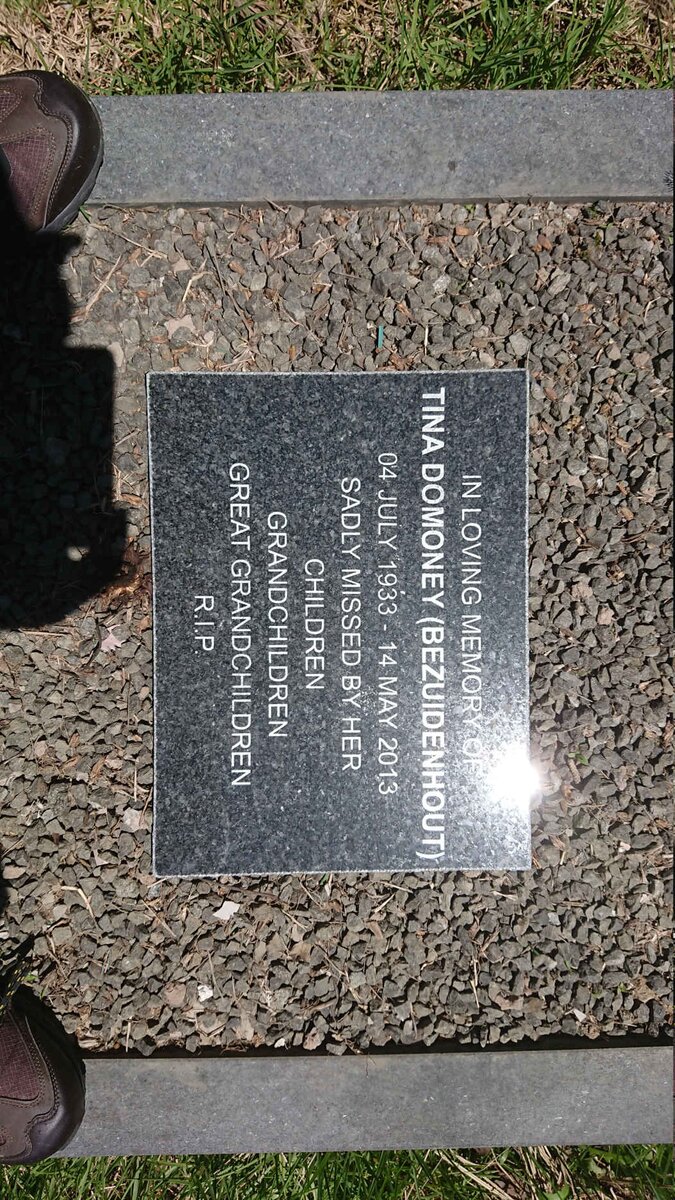 IN LOVING MEMORY OF
TINA DOMONEY (BEZUIDENHOUT)
04 JULY 1933 - 14 MAY 2013
SADLY MISSED BY HER
CHILDREN
GRANDCHILDREN
GREAT GRANDCHILDREN
R.I.P